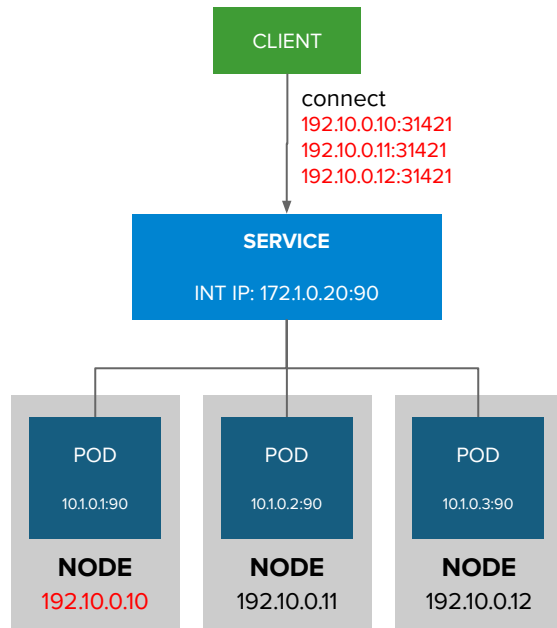 CLIENT
connect
192.10.0.10:31421
192.10.0.11:31421
192.10.0.12:31421
SERVICE
INT IP: 172.1.0.20:90
POD
10.1.0.1:90
NODE
192.10.0.10
POD
10.1.0.2:90
NODE
192.10.0.11
POD
10.1.0.3:90
NODE
192.10.0.12